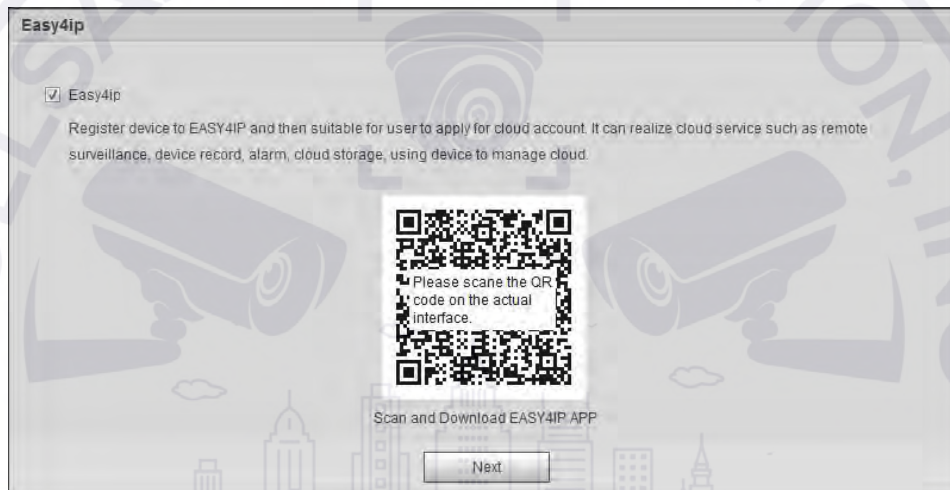 Easy4ip
Easy4ip
Register device to EASY4IP and then suitable for user to apply for cloud account. It can realize cloud service such as remote
surveillance, device record, alarm, cloud storage, using device to manage cloud.
Please scane the QR
code on the actual
interface.
Scan and Download EASY4IP APP
Next